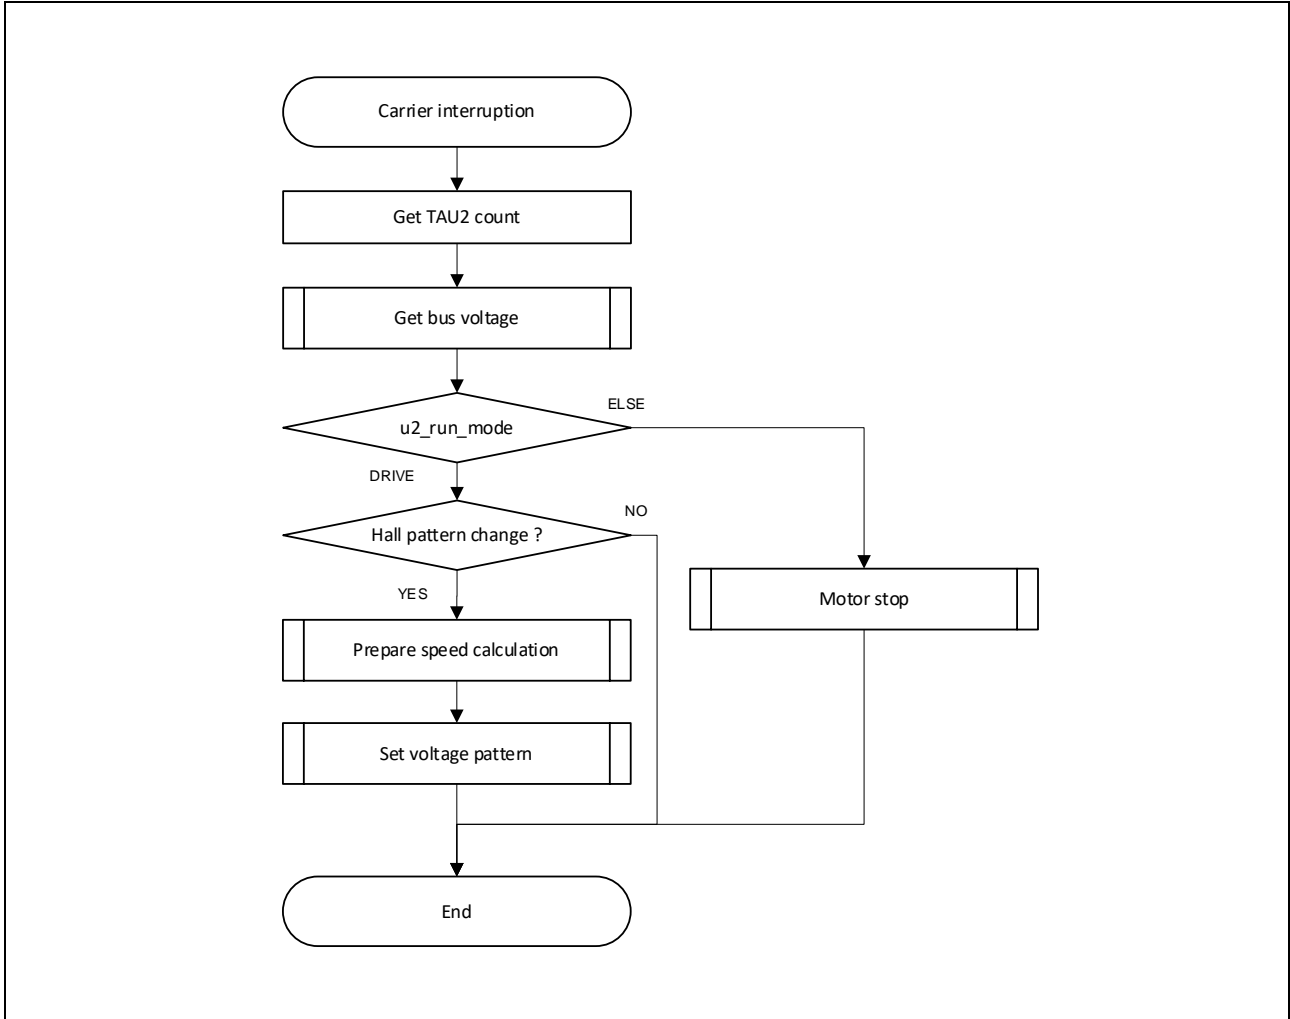 Carrier interruption
Get TAU2 count
Get bus voltage
ELSE
u2_run_mode
DRIVE
NO
Hall pattern change ?
YES
Motor stop
Prepare speed calculation
Set voltage pattern
End